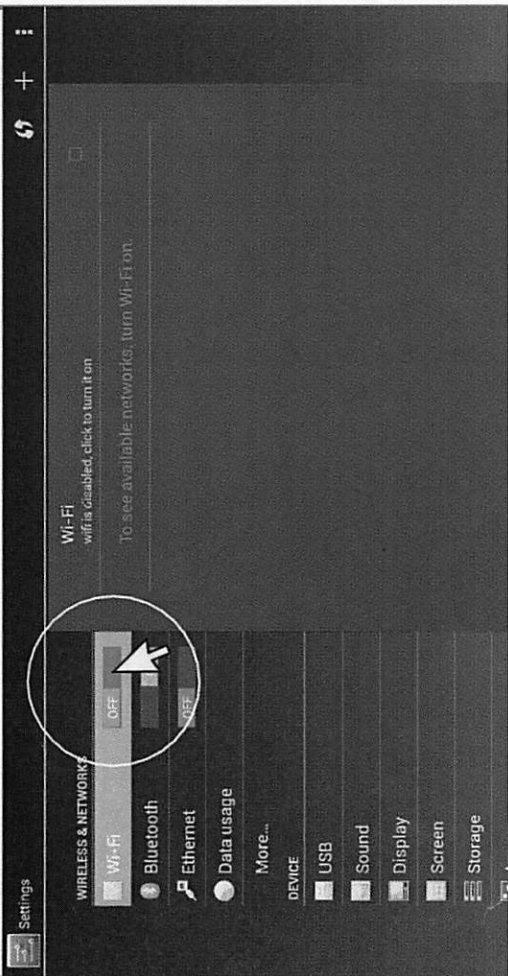 Settings
WIRELESS & NETWORKS
Wi-Fi OFF
Bluetooth
Ethernet OFF
Data usage
More...
DEVICE
USB
Sound
Display
Screen
Storage
Wi-Fi
wifi is disabled, click to turn it on
To see available networks, turn Wi-Fi on.